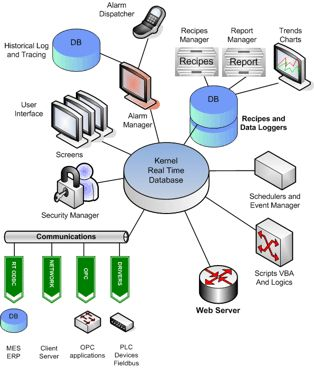 Alarm
Dispatcher
Historical Log
and Tracing
DB
Recipes
Manager
Report
Manager
Trends
Charts
Recipes
Report
User
Interface
Alarm
Manager
DB
Recipes and
Data Loggers
Screens
Kernel
Real Time
Database
Security Manager
Schedulers and
Event Manager
Communications
Scripts VBA
And Logics
RT ODBC
NETWORK
OPC
DRIVERS
Web Server
DB
MES
ERP
Client
Server
OPC
applications
PLC
Devices
Fieldbus